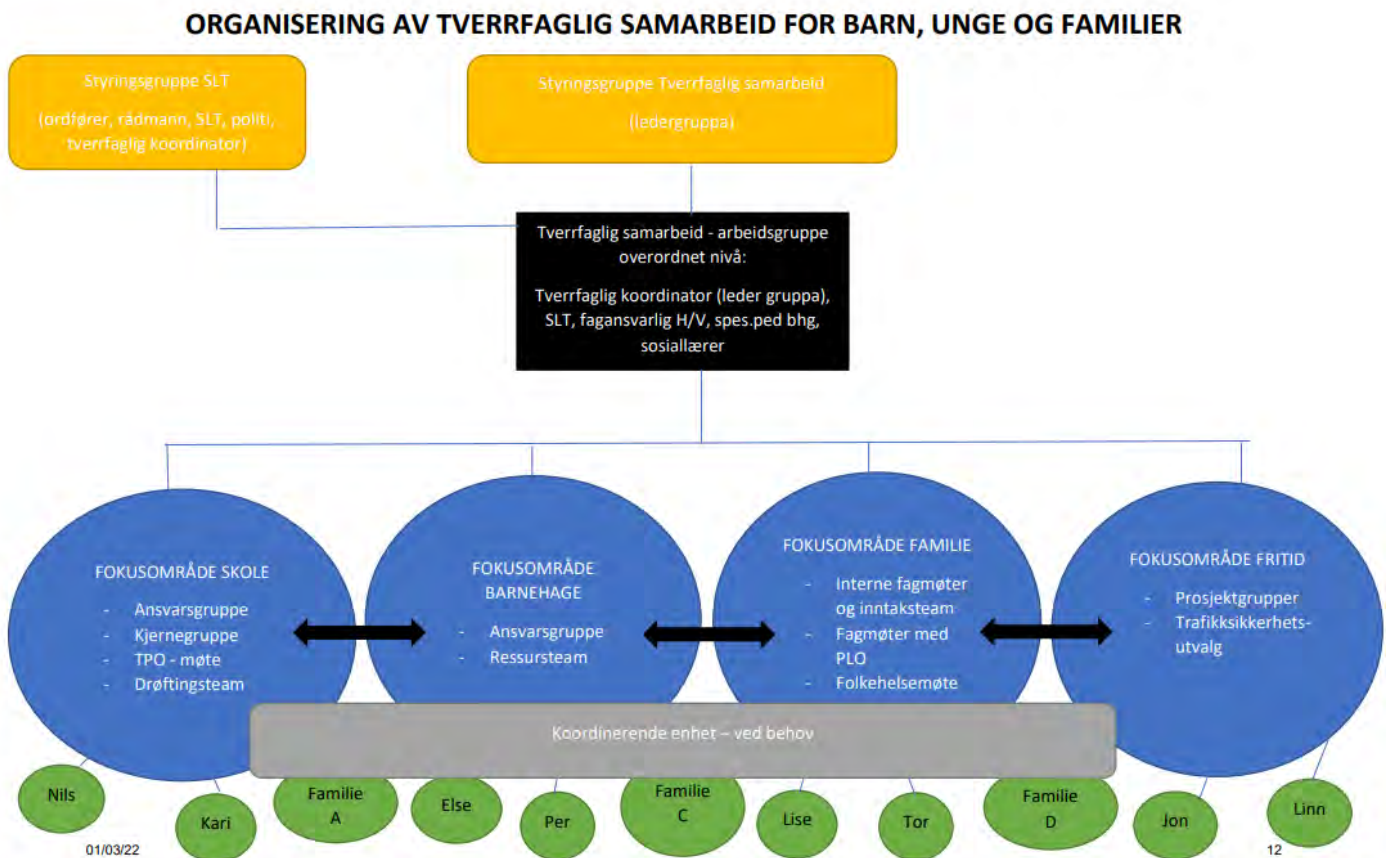 ORGANISERING AV TVERRFAGLIG SAMARBEID FOR BARN, UNGE OG FAMILIER
Styringsgruppe SLT
(ordfører, rådmann, SLT, politi,
tverrfaglig koordinator)
Styringsgruppe Tverrfaglig samarbeid
(ledergruppa)
Tverrfaglig samarbeid - arbeidsgruppe
overordnet nivå:
Tverrfaglig koordinator (leder gruppa),
SLT, fagansvarlig H/V, spes.ped bhg,
sosiallærer
FOKUSOMRÅDE SKOLE
- Ansvarsgruppe
- Kjernegruppe
- TPO - møte
- Drøftingsteam
FOKUSOMRÅDE
BARNEHAGE
- Ansvarsgruppe
- Ressursteam
FOKUSOMRÅDE FAMILIE
- Interne fagmøter
og inntaksteam
- Fagmøter med
PLO
- Folkehelsemøte
FOKUSOMRÅDE FRITID
- Prosjektgrupper
- Trafikksikkerhets-
utvalg
Koordinerende enhet – ved behov
Nils
Kari
Familie
A
Else
Per
Familie
C
Lise
Tor
Familie
D
Jon
Linn
01/03/22
12